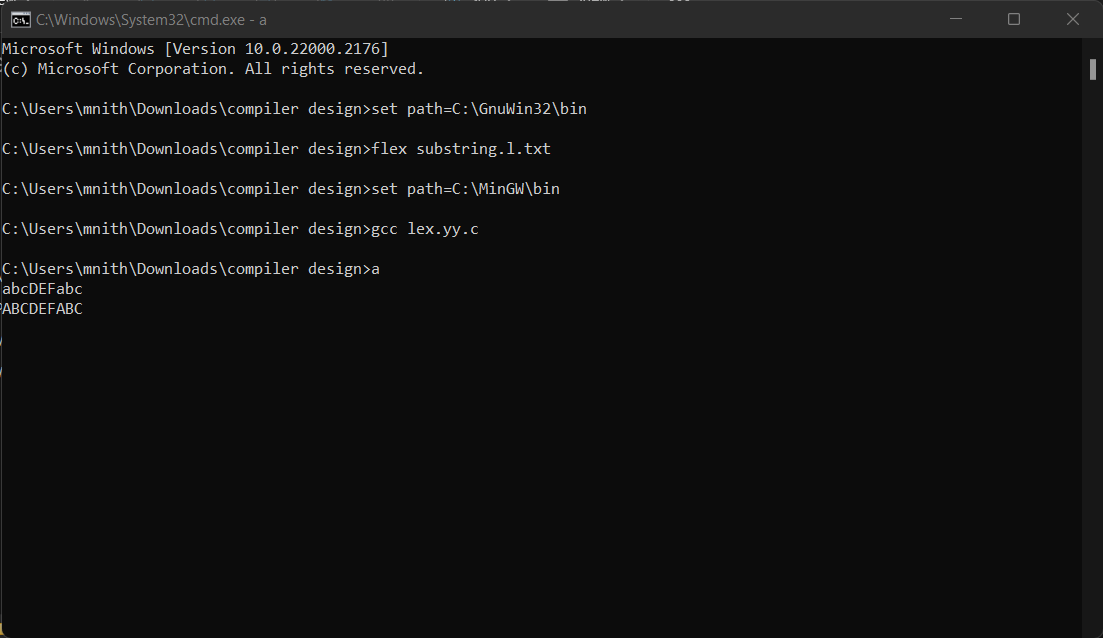 C:\Windows\System32\cmd.exe - a
Microsoft Windows [Version 10.0.22000.2176]
(c) Microsoft Corporation. All rights reserved.
C:\Users\mnith\Downloads\compiler design>set path=C:\GnuWin32\bin
C:\Users\mnith\Downloads\compiler design>flex substring.l.txt
C:\Users\mnith\Downloads\compiler design>set path=C:\MinGW\bin
C:\Users\mnith\Downloads\compiler design>gcc lex.yy.c
C:\Users\mnith\Downloads\compiler design>a
abcDEFabc
ABCDEFABC